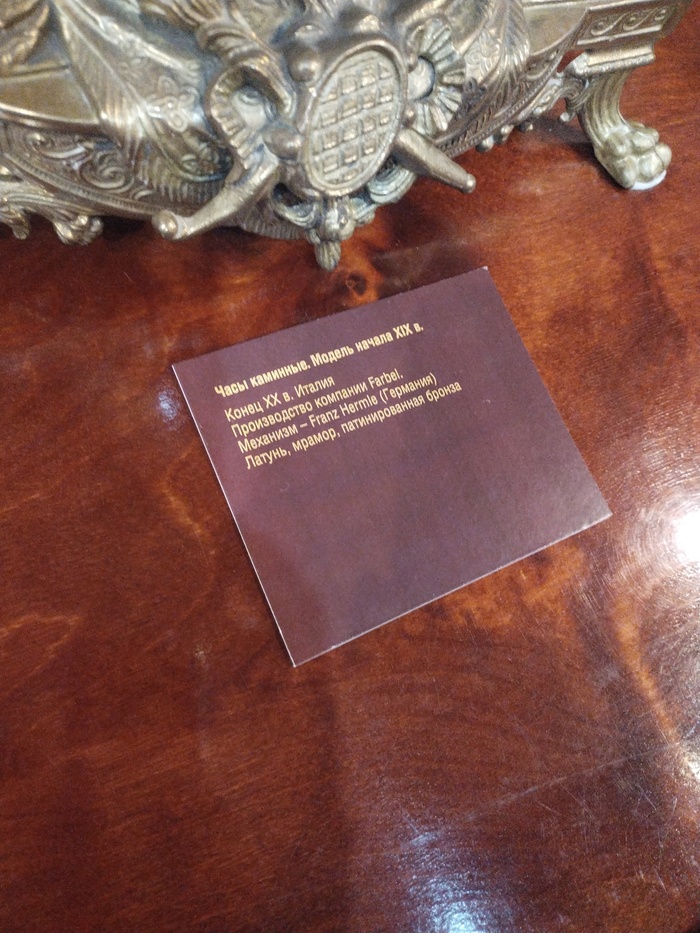 Часы каминные. Модель начала XIX в.
Конец XX в. Италия
Производство компании Farbel.
Механизм – Franz Hermle (Германия)
Латунь, мрамор, патинированная бронза